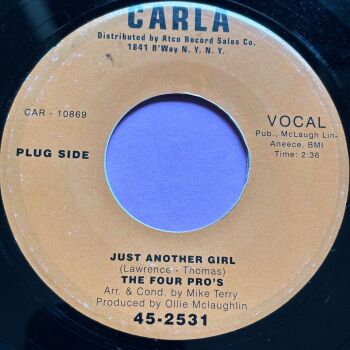 CARLA
Distributed by Atco Record Sales Co.
1841 B'Way N. Y. N. Y.
CAR - 10869
VOCAL
Pub., McLaugh Lin-
Aneece, BMI
Time: 2:36
PLUG SIDE
JUST ANOTHER GIRL
(Lawrence - Thomas)
THE FOUR PRO'S
Arr. & Cond. by Mike Terry
Produced by Ollie Mclaughlin
45-2531